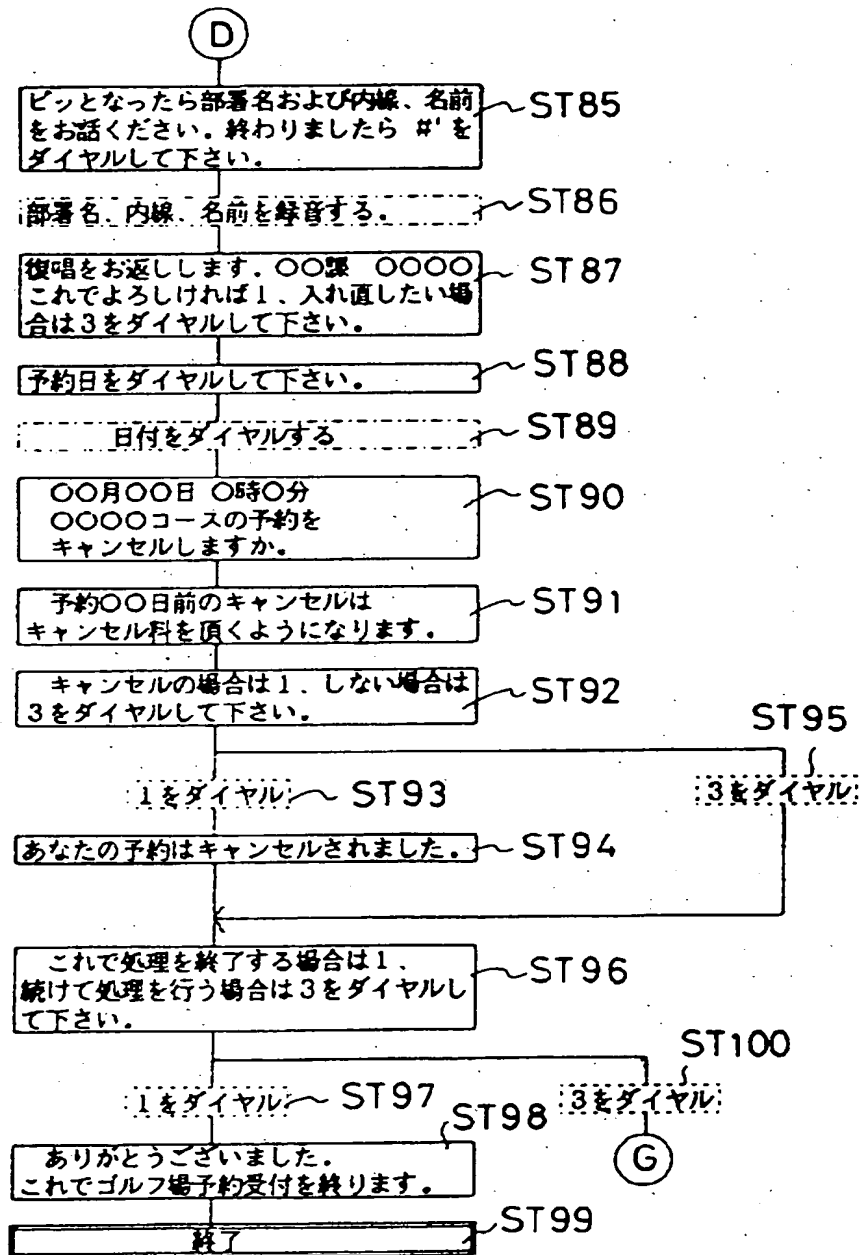 D
ピッとなったら部署名および内線、名前
をお話ください。終わりましたら #' を
ダイヤルして下さい。
ST85
部署名、内線、名前を録音する。
ST86
復唱をお返しします. 〇〇課 〇〇〇〇
これでよろしければ1、入れ直したい場
合は3をダイヤルして下さい。
ST87
予約日をダイヤルして下さい。
ST88
日付をダイヤルする
ST89
〇〇月〇〇日 〇時〇分
〇〇〇〇コースの予約を
キャンセルしますか。
ST90
予約〇〇日前のキャンセルは
キャンセル料を頂くようになります。
ST91
キャンセルの場合は1、しない場合は
3をダイヤルして下さい。
ST92
ST95
1をダイヤル
ST93
3をダイヤル
あなたの予約はキャンセルされました。
ST94
これで処理を終了する場合は1、
続けて処理を行う場合は3をダイヤルし
て下さい。
ST96
ST100
1をダイヤル
ST97
3をダイヤル
ST98
G
ありがとうございました。
これでゴルフ場予約受付を終ります。
ST99
終了